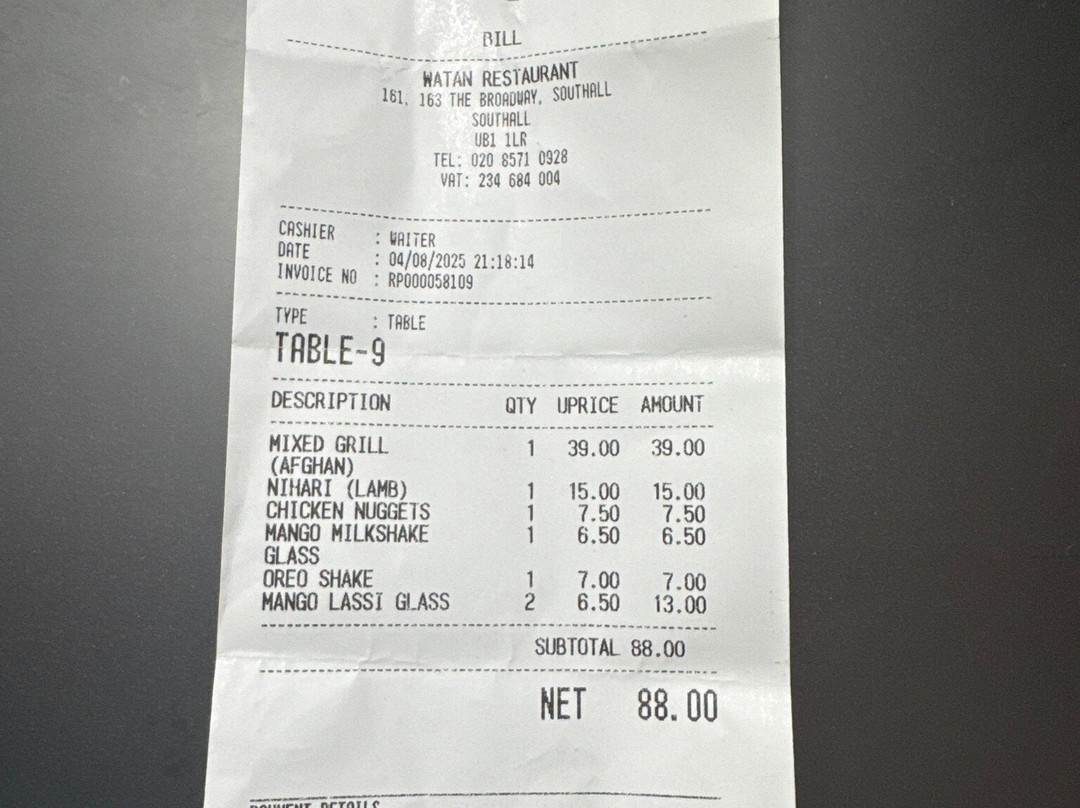 BILL
WATAN RESTAURANT
161, 163 THE BROADWAY, SOUTHALL
SOUTHALL
UB1 1LR
TEL: 020 8571 0928
VAT: 234 684 004
CASHIER : WAITER
DATE : 04/08/2025 21:18:14
INVOICE NO : RP000058109
TYPE : TABLE
TABLE-9
DESCRIPTION QTY UPRICE AMOUNT
MIXED GRILL 1 39.00 39.00
(AFGHAN)
NIHARI (LAMB) 1 15.00 15.00
CHICKEN NUGGETS 1 7.50 7.50
MANGO MILKSHAKE 1 6.50 6.50
GLASS
OREO SHAKE 1 7.00 7.00
MANGO LASSI GLASS 2 6.50 13.00
SUBTOTAL 88.00
NET 88.00